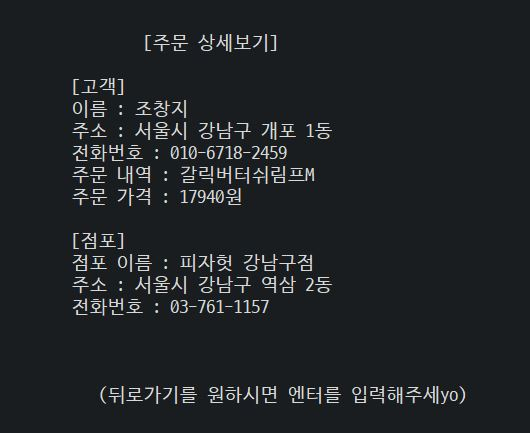 [주문 상세보기]
[고객]
이름 : 조창지
주소 : 서울시 강남구 개포 1동
전화번호 : 010-6718-2459
주문 내역 : 갈릭버터쉬림프M
주문 가격 : 17940원
[점포]
점포 이름 : 피자헛 강남구점
주소 : 서울시 강남구 역삼 2동
전화번호 : 03-761-1157
(뒤로가기를 원하시면 엔터를 입력해주세yo)